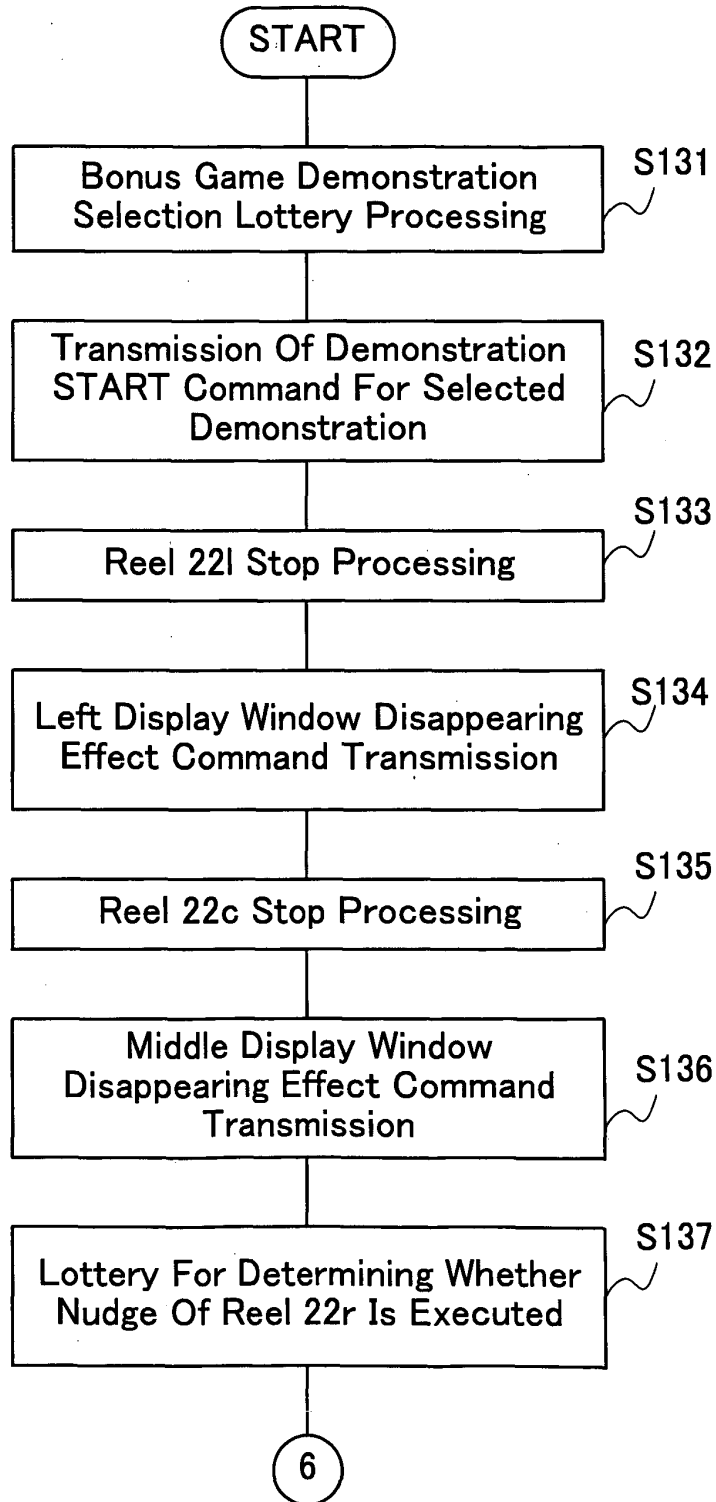 START
Bonus Game Demonstration
Selection Lottery Processing
S131
Transmission Of Demonstration
START Command For Selected
Demonstration
S132
Reel 22l Stop Processing
S133
Left Display Window Disappearing
Effect Command Transmission
S134
Reel 22c Stop Processing
S135
Middle Display Window
Disappearing Effect Command
Transmission
S136
Lottery For Determining Whether
Nudge Of Reel 22r Is Executed
S137
6